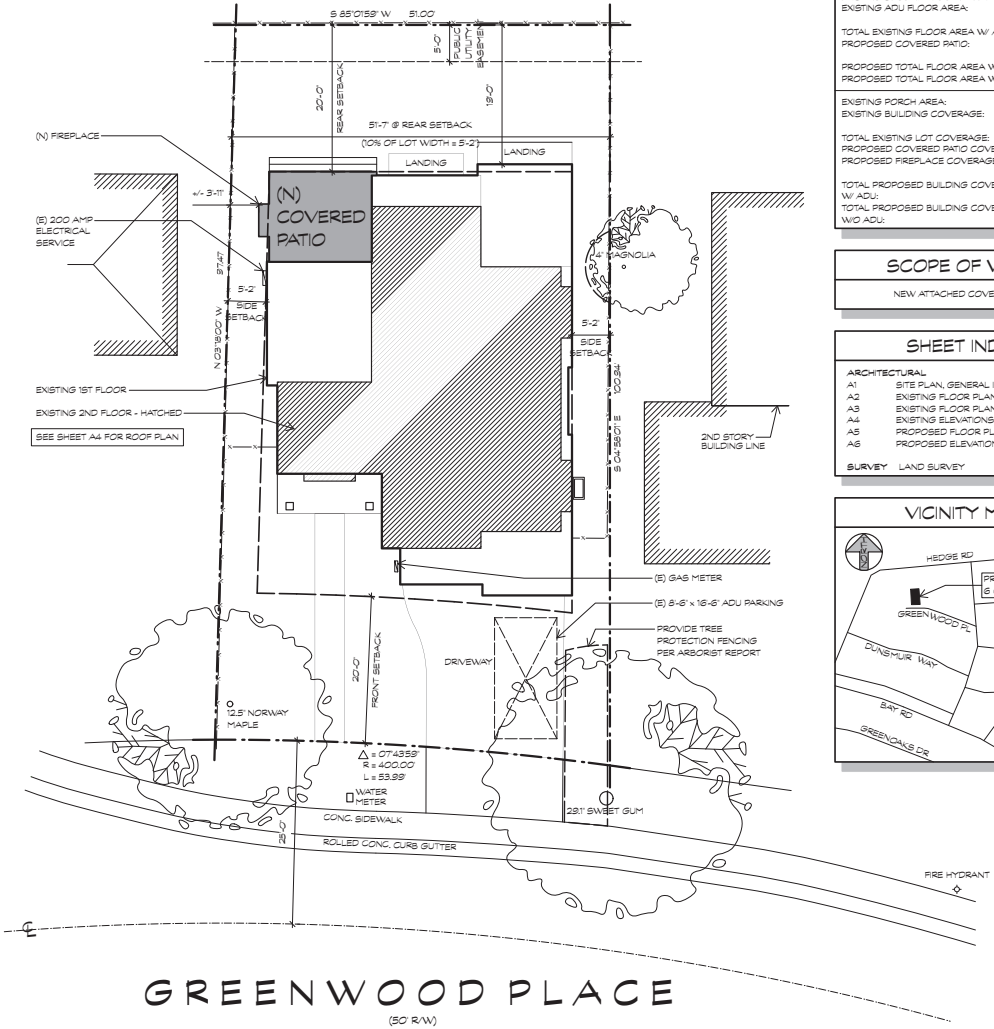 S 85°01'59" W 51.00'
5'-0"
PUBLIC
UTILITY
EASEMENT
20'-0"
REAR SETBACK
19'-0"
51'-7" @ REAR SETBACK
(10% OF LOT WIDTH = 5'-2")
LANDING
LANDING
(N) FIREPLACE
+/- 3'-11"
(N)
COVERED
PATIO
(E) 200 AMP
ELECTRICAL
SERVICE
97.47
5'-2"
SIDE
SETBACK
N 03°18'00" W
4" MAGNOLIA
5'-2"
SIDE
SETBACK
100.94
S 04°58'01" E
EXISTING 1ST FLOOR
EXISTING 2ND FLOOR - HATCHED
SEE SHEET A4 FOR ROOF PLAN
2ND STORY
BUILDING LINE
(E) GAS METER
(E) 8'-6" x 16'-6" ADU PARKING
PROVIDE TREE
PROTECTION FENCING
PER ARBORIST REPORT
DRIVEWAY
20'-0"
FRONT SETBACK
12.5" NORWAY
MAPLE
Δ = 07°43'59"
R = 400.00'
L = 53.99'
WATER
METER
29.1" SWEET GUM
CONC. SIDEWALK
ROLLED CONC. CURB GUTTER
25'-0"
FIRE HYDRANT
℄
GREENWOOD PLACE
(50' R/W)
EXISTING ADU FLOOR AREA:
TOTAL EXISTING FLOOR AREA W/
PROPOSED COVERED PATIO:
PROPOSED TOTAL FLOOR AREA W
PROPOSED TOTAL FLOOR AREA W
EXISTING PORCH AREA:
EXISTING BUILDING COVERAGE:
TOTAL EXISTING LOT COVERAGE:
PROPOSED COVERED PATIO COVE
PROPOSED FIREPLACE COVERAGE
TOTAL PROPOSED BUILDING COVE
W/ ADU:
TOTAL PROPOSED BUILDING COVE
W/O ADU:
SCOPE OF
NEW ATTACHED COVE
SHEET IND
ARCHITECTURAL
A1 SITE PLAN, GENERAL
A2 EXISTING FLOOR PLAN
A3 EXISTING FLOOR PLAN
A4 EXISTING ELEVATIONS
A5 PROPOSED FLOOR PL
A6 PROPOSED ELEVATION
SURVEY LAND SURVEY
VICINITY M
NORTH
HEDGE RD
PR
6
GREENWOOD PL
DUNSMUIR WAY
BAY RD
GREENOAKS DR